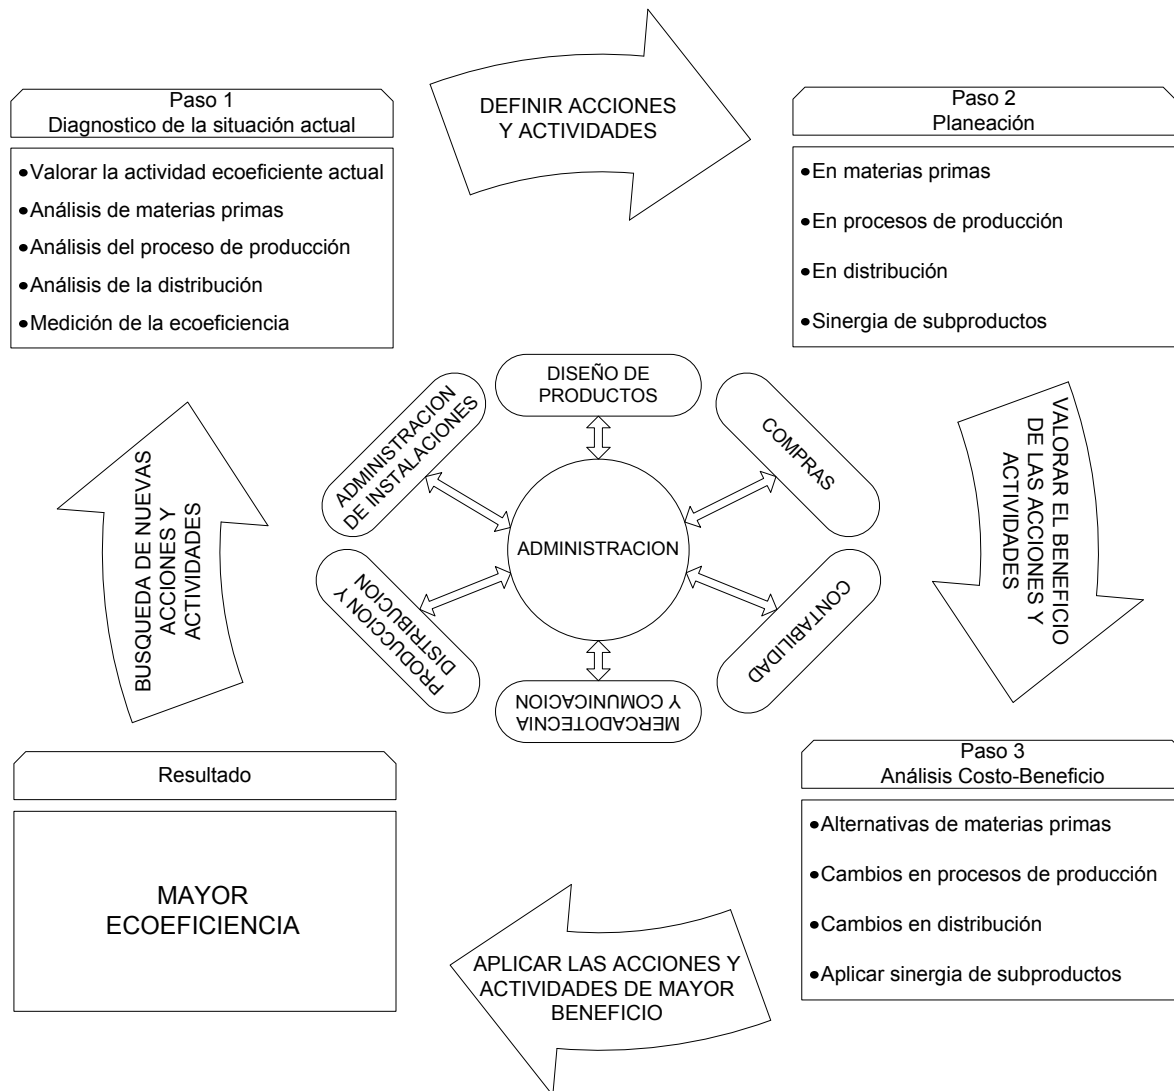 Paso 1
Diagnostico de la situación actual
•Valorar la actividad ecoeficiente actual
•Análisis de materias primas
•Análisis del proceso de producción
•Análisis de la distribución
•Medición de la ecoeficiencia
DEFINIR ACCIONES
Y ACTIVIDADES
Paso 2
Planeación
•En materias primas
•En procesos de producción
•En distribución
•Sinergia de subproductos
VALORAR EL BENEFICIO
DE LAS ACCIONES Y
ACTIVIDADES
Paso 3
Análisis Costo-Beneficio
•Alternativas de materias primas
•Cambios en procesos de producción
•Cambios en distribución
•Aplicar sinergia de subproductos
APLICAR LAS ACCIONES Y
ACTIVIDADES DE MAYOR
BENEFICIO
Resultado
MAYOR
ECOEFICIENCIA
BUSQUEDA DE NUEVAS
ACCIONES Y
ACTIVIDADES
DISEÑO DE
PRODUCTOS
COMPRAS
CONTABILIDAD
MERCADOTECNIA
Y COMUNICACION
PRODUCCION Y
DISTRIBUCION
ADMINISTRACION
DE INSTALACIONES
ADMINISTRACION